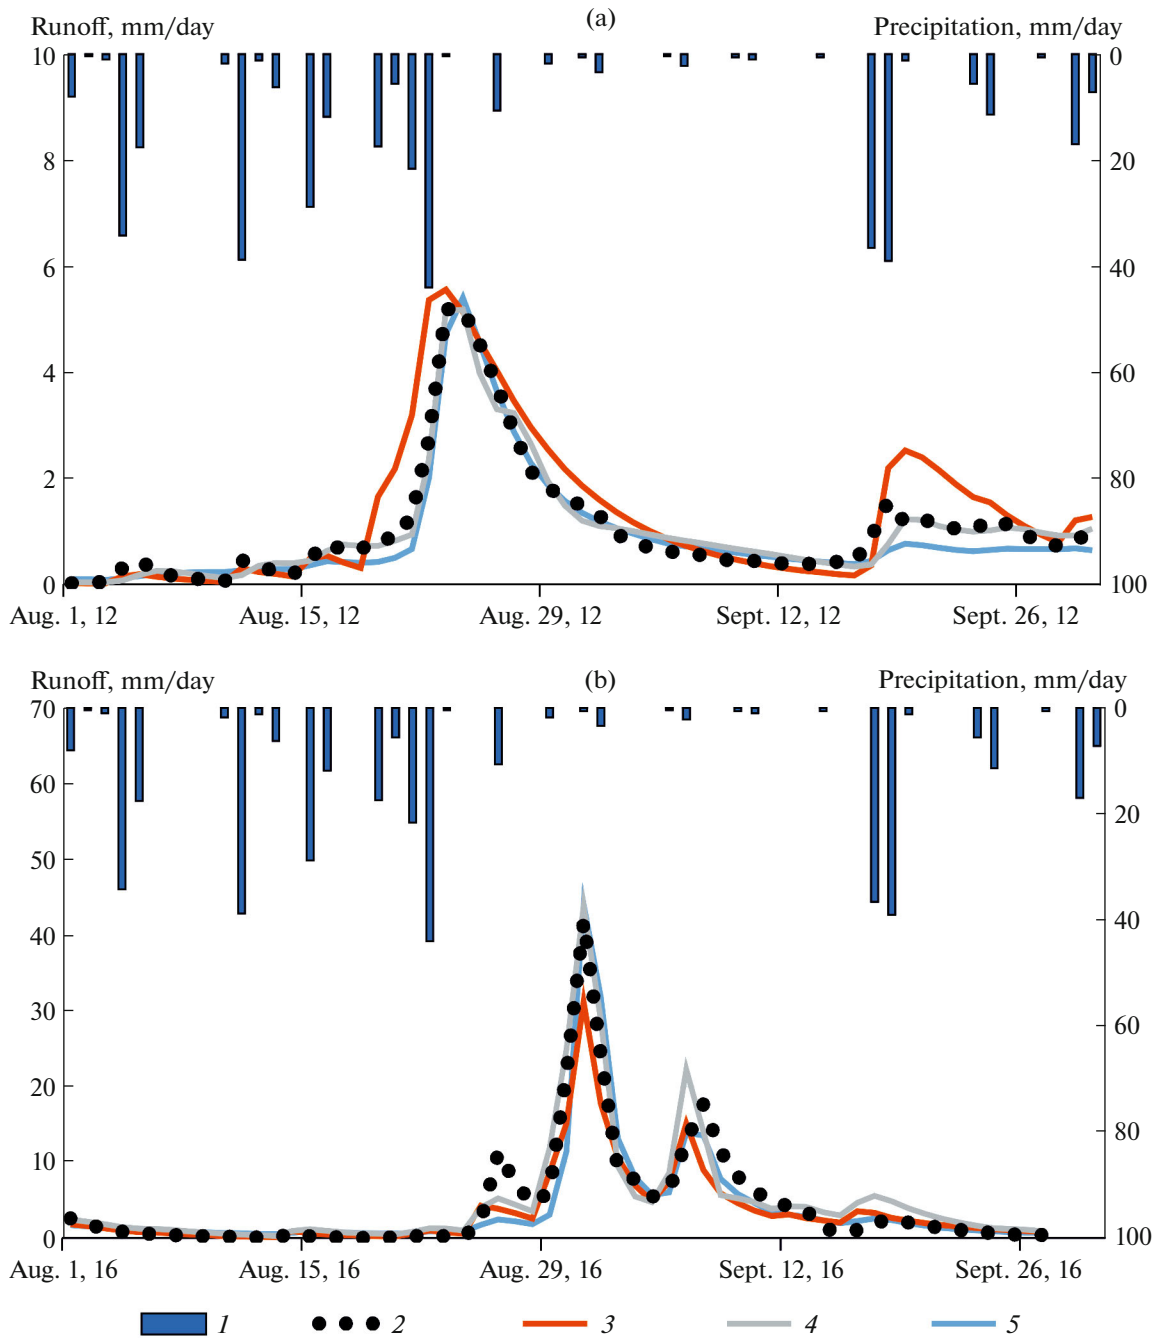 (a)
Runoff, mm/day Precipitation, mm/day
10 0
8 20
6 40
4 60
2 80
0 100
Aug. 1, 12 Aug. 15, 12 Aug. 29, 12 Sept. 12, 12 Sept. 26, 12
Runoff, mm/day (b) Precipitation, mm/day
70 0
60
20
50
40 40
30
60
20
80
10
0 100
Aug. 1, 16 Aug. 15, 16 Aug. 29, 16 Sept. 12, 16 Sept. 26, 16
1 2 3 4 5